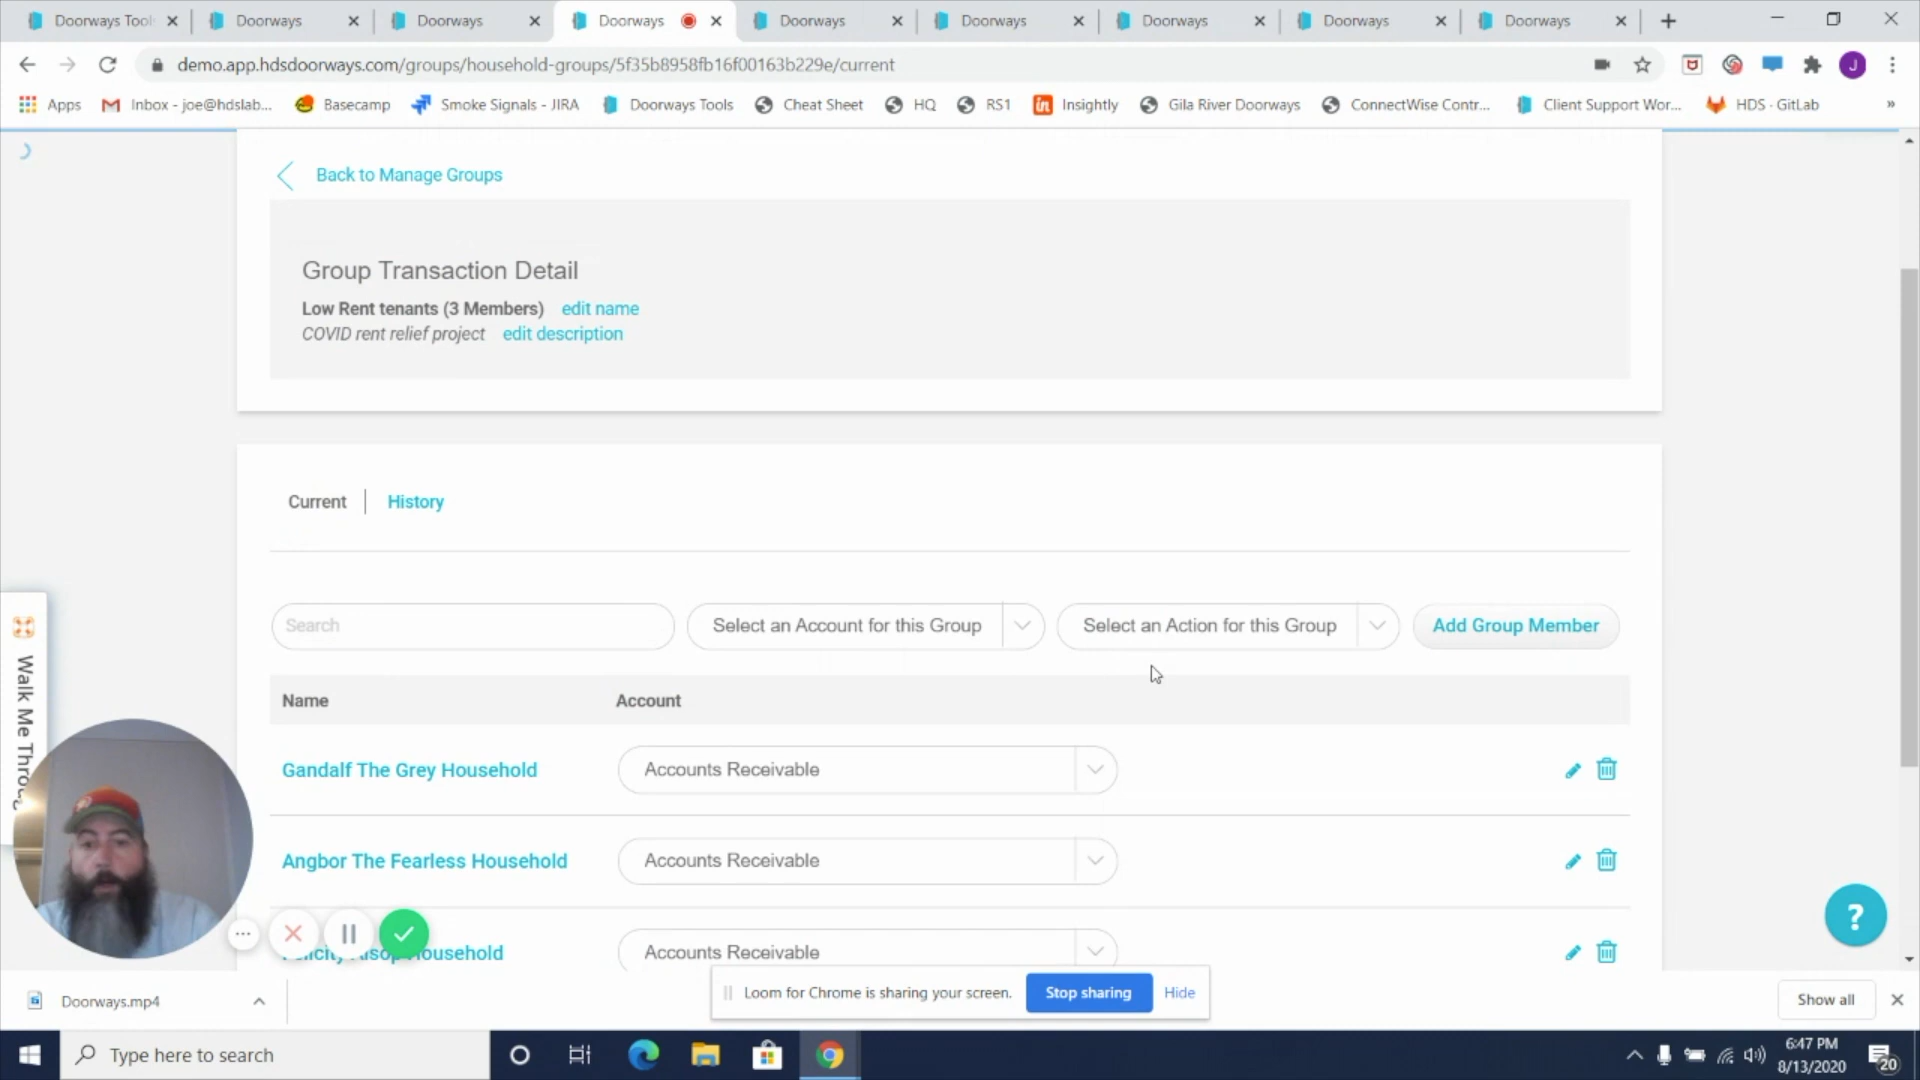 Doorways Tool
Doorways
Doorways
Doorways
Doorways
Doorways
Doorways
Doorways
Doorways
demo.app.hdsdoorways.com/groups/household-groups/5f35b8958fb16f00163b229e/current
J
Apps
Inbox - joe@hdslab...
Basecamp
Smoke Signals - JIRA
Doorways Tools
Cheat Sheet
HQ
RS1
Insightly
Gila River Doorways
ConnectWise Contr...
Client Support Wor...
HDS - GitLab
»
Back to Manage Groups
Group Transaction Detail
Low Rent tenants (3 Members) edit name
COVID rent relief project edit description
Current | History
Search
Select an Account for this Group
Select an Action for this Group
Add Group Member
Walk Me Throug
Name Account
Gandalf The Grey Household Accounts Receivable
Angbor The Fearless Household Accounts Receivable
Household Accounts Receivable
?
Doorways.mp4
Loom for Chrome is sharing your screen. Stop sharing Hide
Show all
Type here to search
6:47 PM
8/13/2020
20